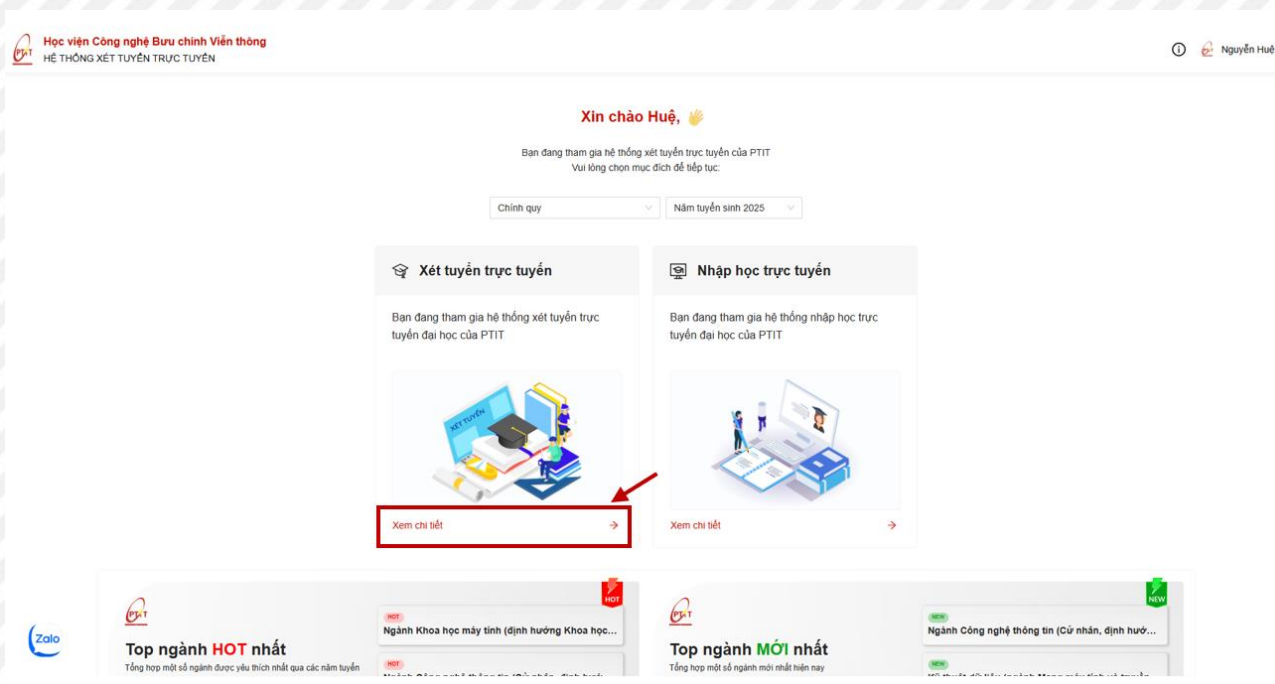 PTIT
Học viện Công nghệ Bưu chính Viễn thông
HỆ THỐNG XÉT TUYỂN TRỰC TUYẾN
Nguyễn Huệ
Xin chào Huệ,
Bạn đang tham gia hệ thống xét tuyển trực tuyến của PTIT
Vui lòng chọn mục đích để tiếp tục:
Chính quy
Năm tuyển sinh 2025
Xét tuyển trực tuyến
Bạn đang tham gia hệ thống xét tuyển trực
tuyến đại học của PTIT
XÉT TUYỂN
Xem chi tiết
Nhập học trực tuyến
Bạn đang tham gia hệ thống nhập học trực
tuyến đại học của PTIT
Xem chi tiết
Zalo
PTIT
Top ngành HOT nhất
Tổng hợp một số ngành được yêu thích nhất qua các năm tuyển
HOT
HOT
Ngành Khoa học máy tính (định hướng Khoa học...
HOT
PTIT
Top ngành MỚI nhất
Tổng hợp một số ngành mới nhất hiện nay
NEW
NEW
Ngành Công nghệ thông tin (Cử nhân, định hướ...
NEW